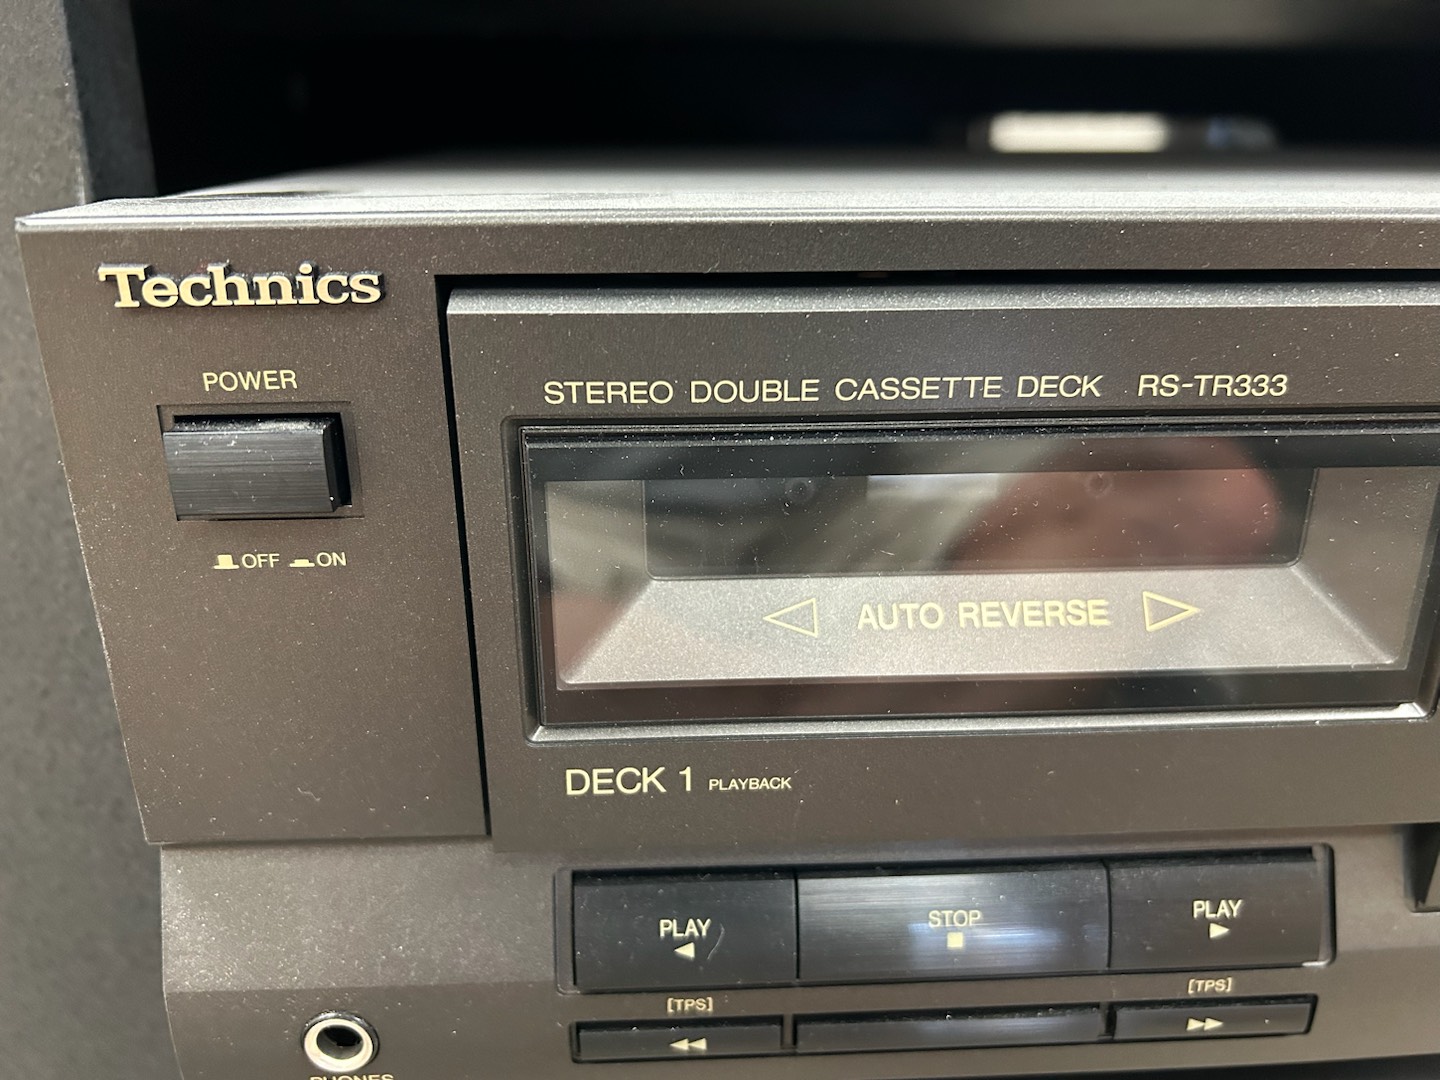 Technics
POWER
OFF ON
STEREO DOUBLE CASSETTE DECK RS-TR333
AUTO REVERSE
DECK 1 PLAYBACK
PLAY
STOP
PLAY
[TPS]
[TPS]
PHONES